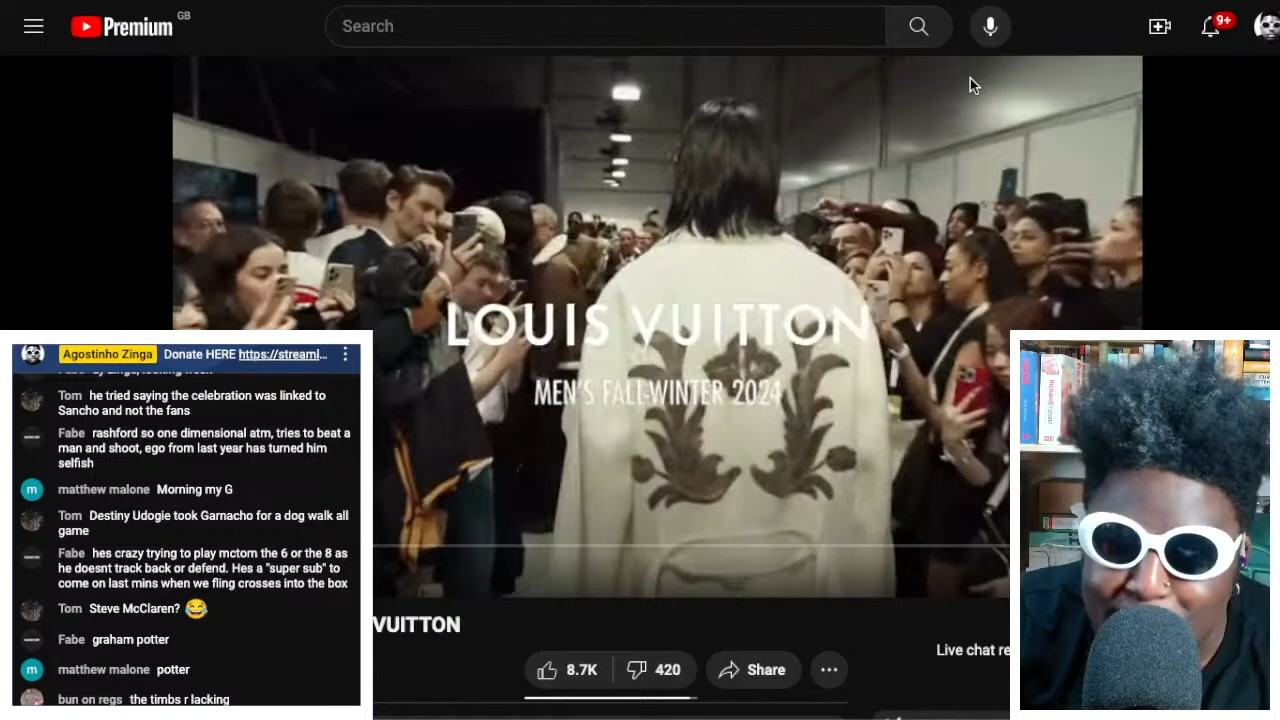 Premium
GB
Search
9+
LOUIS VUITTON
MEN'S FALL-WINTER 2024
Agostinho Zinga Donate HERE https://streaml...
Tom he tried saying the celebration was linked to
Sancho and not the fans
Fabe rashford so one dimensional atm, tries to beat a
man and shoot, ego from last year has turned him
selfish
m
matthew malone Morning my G
Tom Destiny Udogie took Garnacho for a dog walk all
game
Fabe hes crazy trying to play mctom the 6 or the 8 as
he doesnt track back or defend. Hes a "super sub" to
come on last mins when we fling crosses into the box
Tom Steve McClaren? 😂
Fabe graham potter
m
matthew malone potter
bun on regs the timbs r lacking
VUITTON
Live chat re
8.7K
420
Share